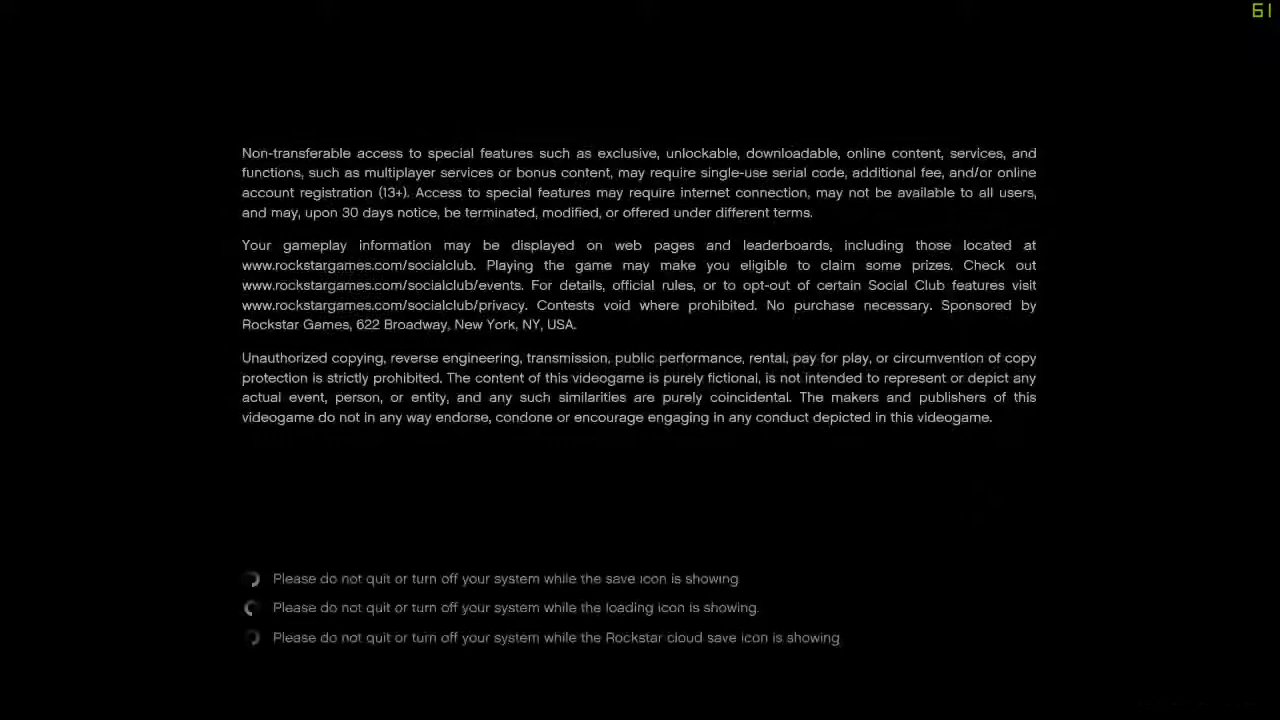 61
Non-transferable access to special features such as exclusive, unlockable, downloadable, online content, services, and
functions, such as multiplayer services or bonus content, may require single-use serial code, additional fee, and/or online
account registration (13+). Access to special features may require internet connection, may not be available to all users,
and may, upon 30 days notice, be terminated, modified, or offered under different terms.
Your gameplay information may be displayed on web pages and leaderboards, including those located at
www.rockstargames.com/socialclub. Playing the game may make you eligible to claim some prizes. Check out
www.rockstargames.com/socialclub/events. For details, official rules, or to opt-out of certain Social Club features visit
www.rockstargames.com/socialclub/privacy. Contests void where prohibited. No purchase necessary. Sponsored by
Rockstar Games, 622 Broadway, New York, NY, USA.
Unauthorized copying, reverse engineering, transmission, public performance, rental, pay for play, or circumvention of copy
protection is strictly prohibited. The content of this videogame is purely fictional, is not intended to represent or depict any
actual event, person, or entity, and any such similarities are purely coincidental. The makers and publishers of this
videogame do not in any way endorse, condone or encourage engaging in any conduct depicted in this videogame.
Please do not quit or turn off your system while the save icon is showing.
Please do not quit or turn off your system while the loading icon is showing.
Please do not quit or turn off your system while the Rockstar cloud save icon is showing